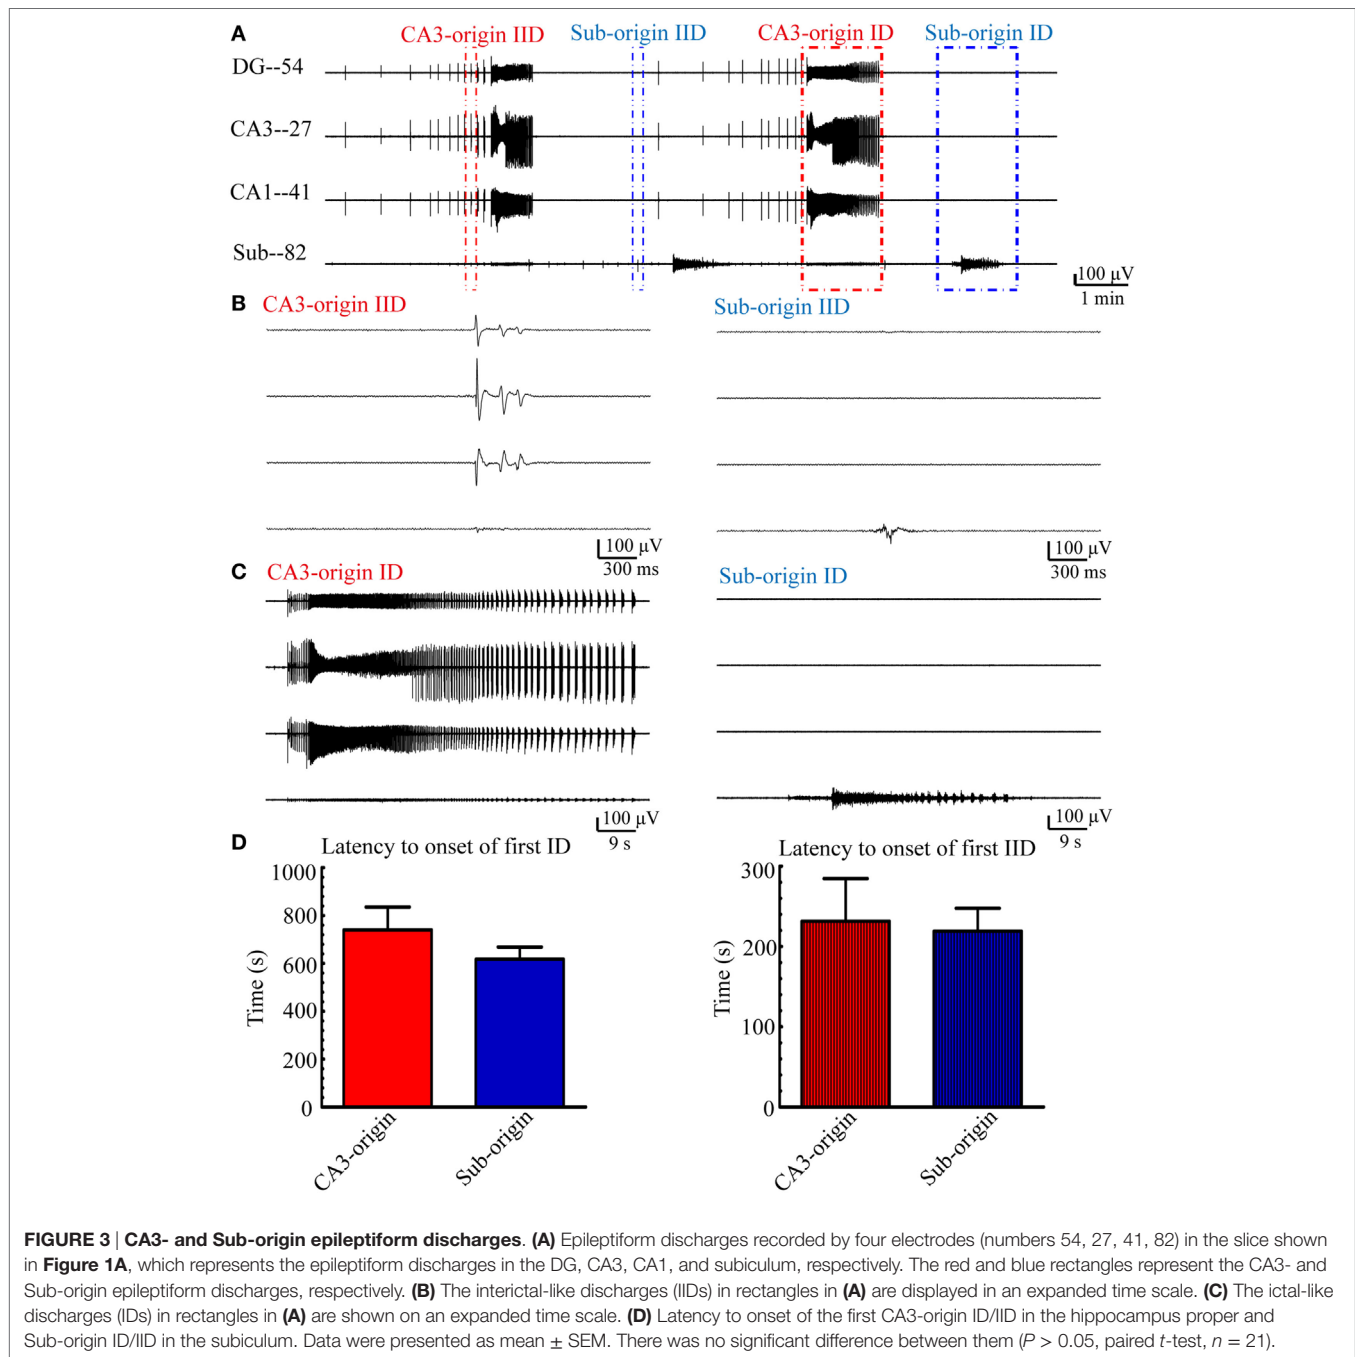 A
CA3-origin IID
Sub-origin IID
CA3-origin ID
Sub-origin ID
DG--54
CA3--27
CA1--41
Sub--82
100 µV
1 min
B
CA3-origin IID
Sub-origin IID
100 µV
300 ms
100 µV
300 ms
C
CA3-origin ID
Sub-origin ID
100 µV
9 s
100 µV
9 s
D
Latency to onset of first ID
Time (s)
1000
800
600
400
200
0
CA3-origin
Sub-origin
Latency to onset of first IID
Time (s)
300
200
100
0
CA3-origin
Sub-origin
FIGURE 3 | CA3- and Sub-origin epileptiform discharges. (A) Epileptiform discharges recorded by four electrodes (numbers 54, 27, 41, 82) in the slice shown
in Figure 1A, which represents the epileptiform discharges in the DG, CA3, CA1, and subiculum, respectively. The red and blue rectangles represent the CA3- and
Sub-origin epileptiform discharges, respectively. (B) The interictal-like discharges (IIDs) in rectangles in (A) are displayed in an expanded time scale. (C) The ictal-like
discharges (IDs) in rectangles in (A) are shown on an expanded time scale. (D) Latency to onset of the first CA3-origin ID/IID in the hippocampus proper and
Sub-origin ID/IID in the subiculum. Data were presented as mean ± SEM. There was no significant difference between them (P > 0.05, paired t-test, n = 21).